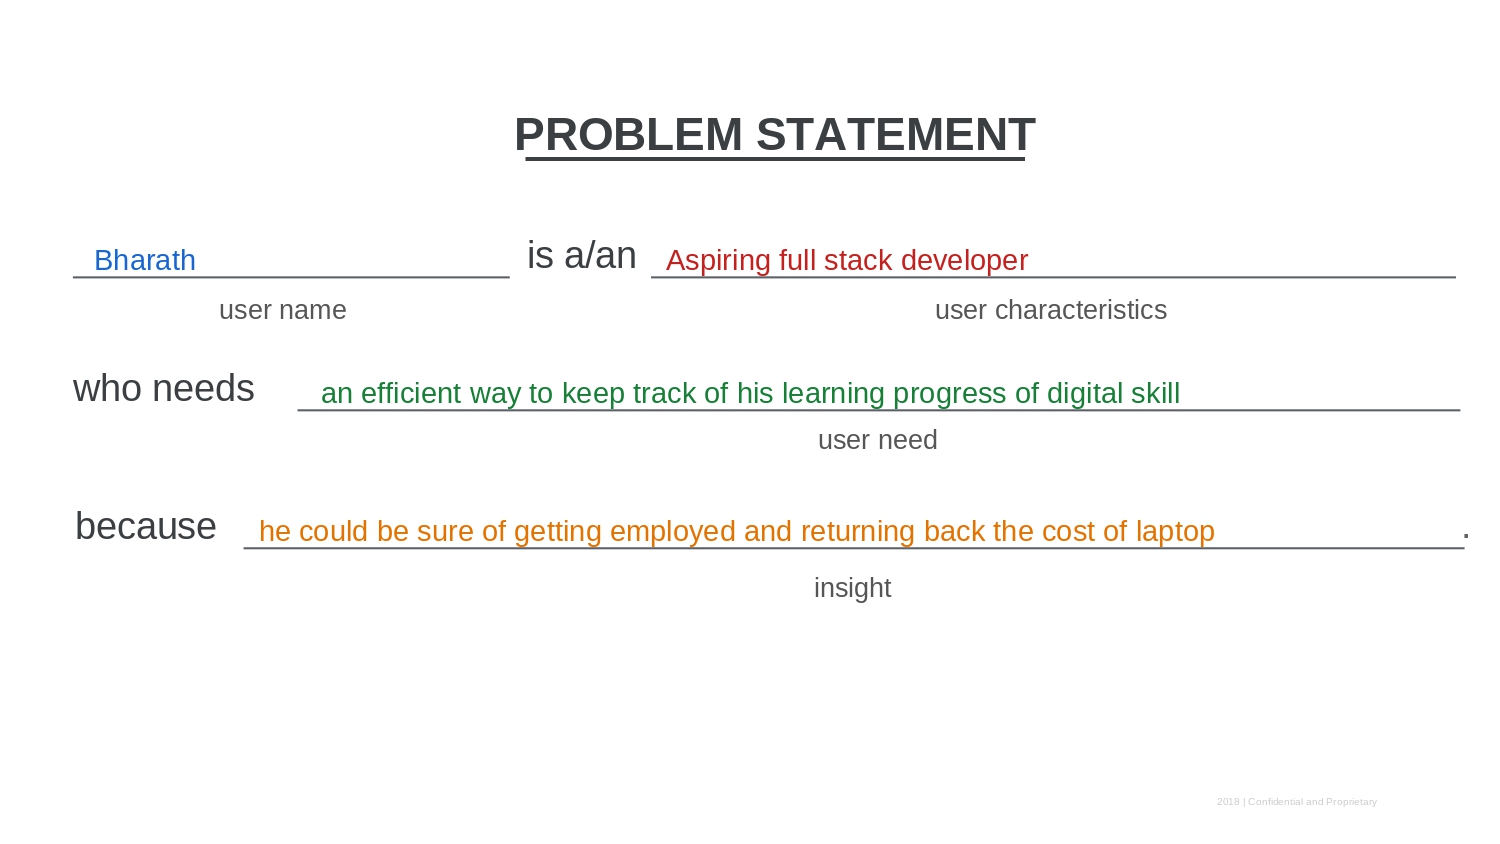 PROBLEM STATEMENT
Bharath is a/an Aspiring full stack developer
user name user characteristics
who needs an efficient way to keep track of his learning progress of digital skill
user need
because he could be sure of getting employed and returning back the cost of laptop .
insight
2018 | Confidential and Proprietary